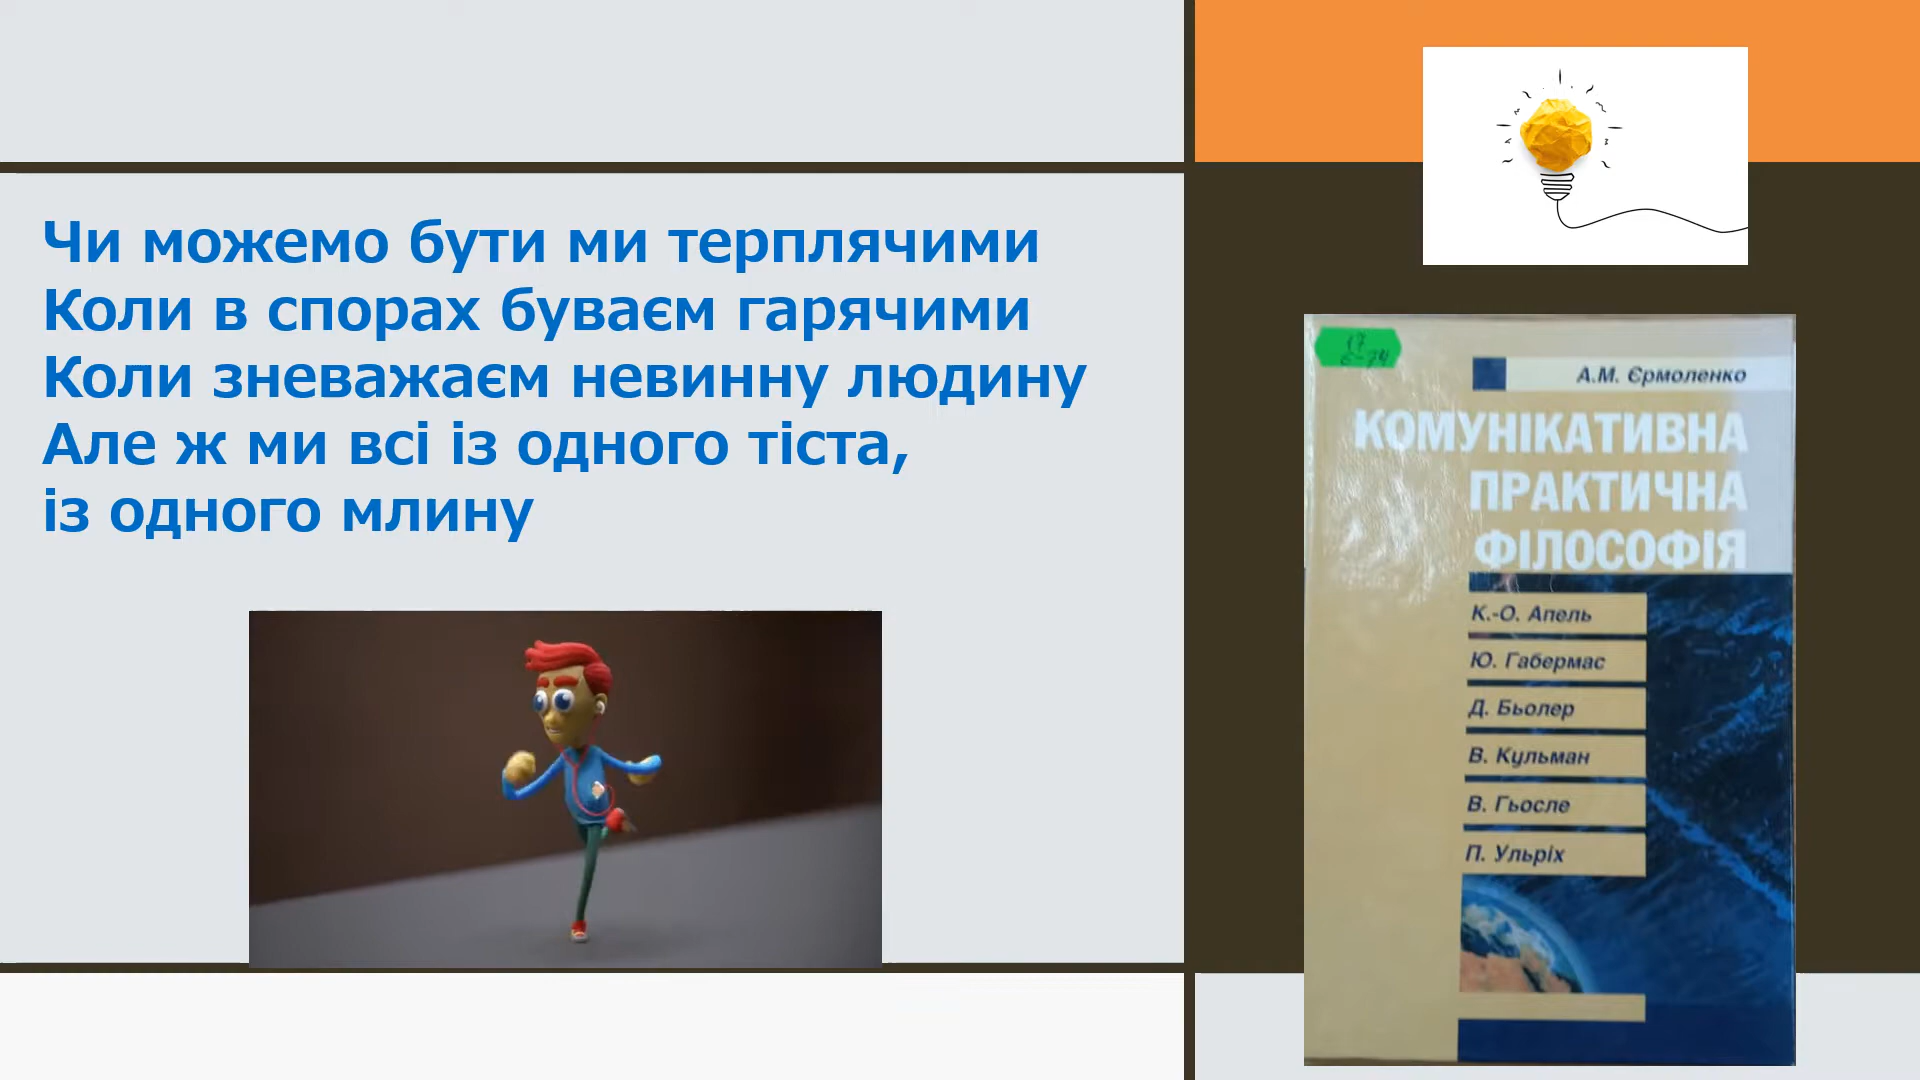 Чи можемо бути ми терплячими
Коли в спорах буваєм гарячими
Коли зневажаєм невинну людину
Але ж ми всі із одного тіста,
із одного млину
17
А.М. Єрмоленко
КОМУНІКАТИВНА
ПРАКТИЧНА
ФІЛОСОФІЯ
К.-О. Апель
Ю. Габермас
Д. Бьолер
В. Кульман
В. Гьосле
П. Ульріх